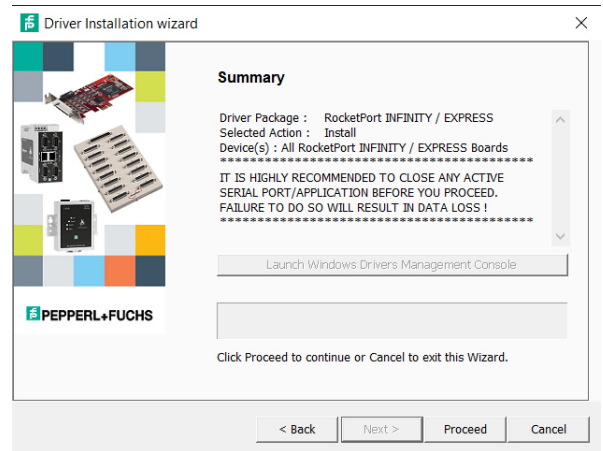 Driver Installation wizard
Summary
Driver Package : RocketPort INFINITY / EXPRESS
Selected Action : Install
Device(s) : All RocketPort INFINITY / EXPRESS Boards
*********************************************
IT IS HIGHLY RECOMMENDED TO CLOSE ANY ACTIVE
SERIAL PORT/APPLICATION BEFORE YOU PROCEED.
FAILURE TO DO SO WILL RESULT IN DATA LOSS !
*********************************************
Launch Windows Drivers Management Console
PEPPERL+FUCHS
Click Proceed to continue or Cancel to exit this Wizard.
< Back Next > Proceed Cancel